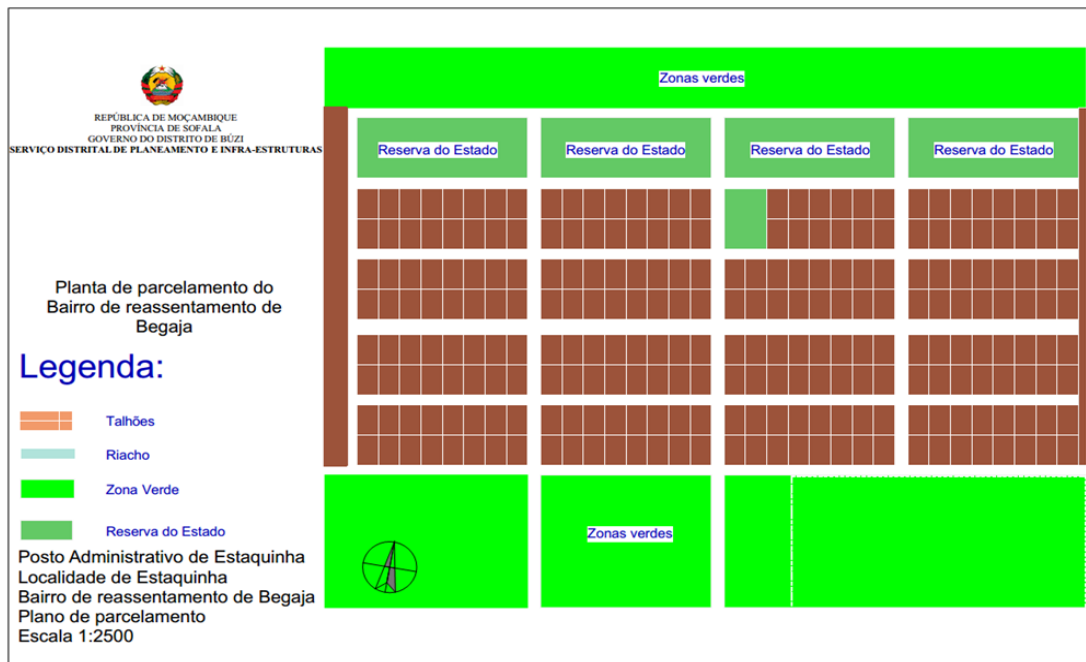 REPÚBLICA DE MOÇAMBIQUE
PROVÍNCIA DE SOFALA
GOVERNO DO DISTRITO DE BÚZI
SERVIÇO DISTRITAL DE PLANEAMENTO E INFRA-ESTRUTURAS
Planta de parcelamento do
Bairro de reassentamento de
Begaja
Legenda:
Talhões
Riacho
Zona Verde
Reserva do Estado
Posto Administrativo de Estaquinha
Localidade de Estaquinha
Bairro de reassentamento de Begaja
Plano de parcelamento
Escala 1:2500
Zonas verdes
Reserva do Estado
Reserva do Estado
Reserva do Estado
Reserva do Estado
Zonas verdes